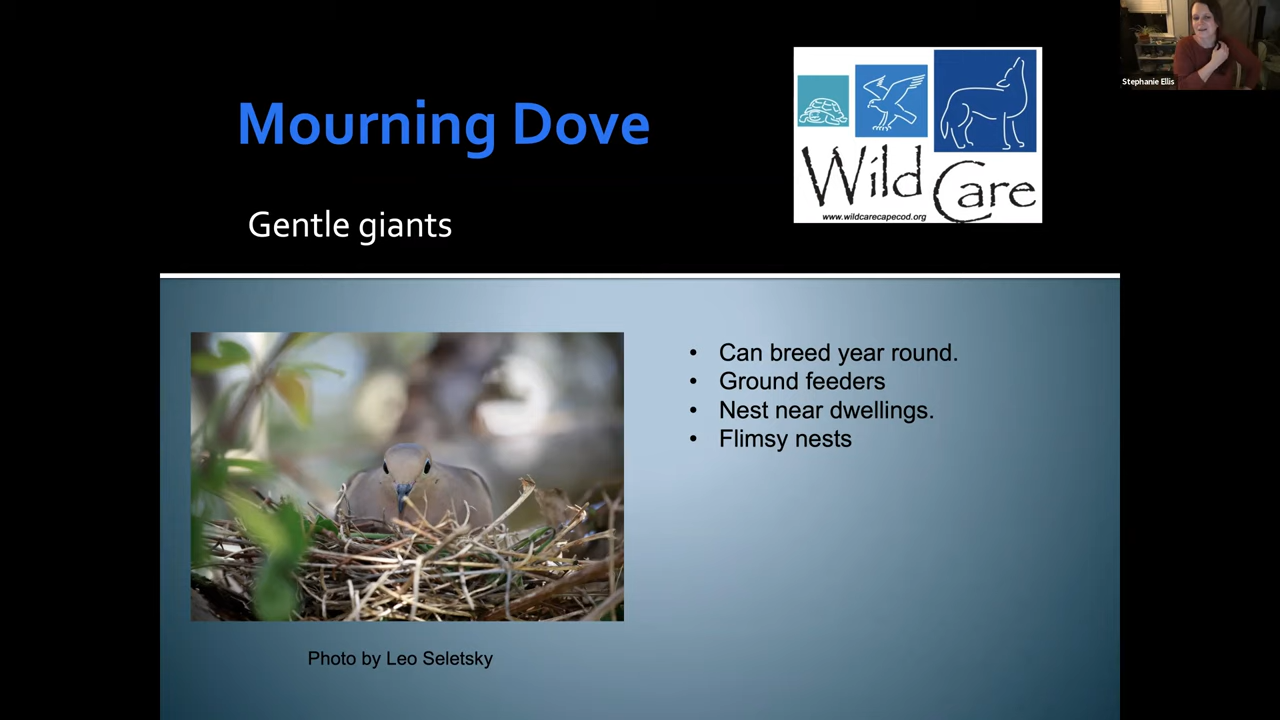 Mourning Dove
Gentle giants
Wild Care
www.wildcarecapecod.org
Stephanie Ellis
• Can breed year round.
• Ground feeders
• Nest near dwellings.
• Flimsy nests
Photo by Leo Seletsky